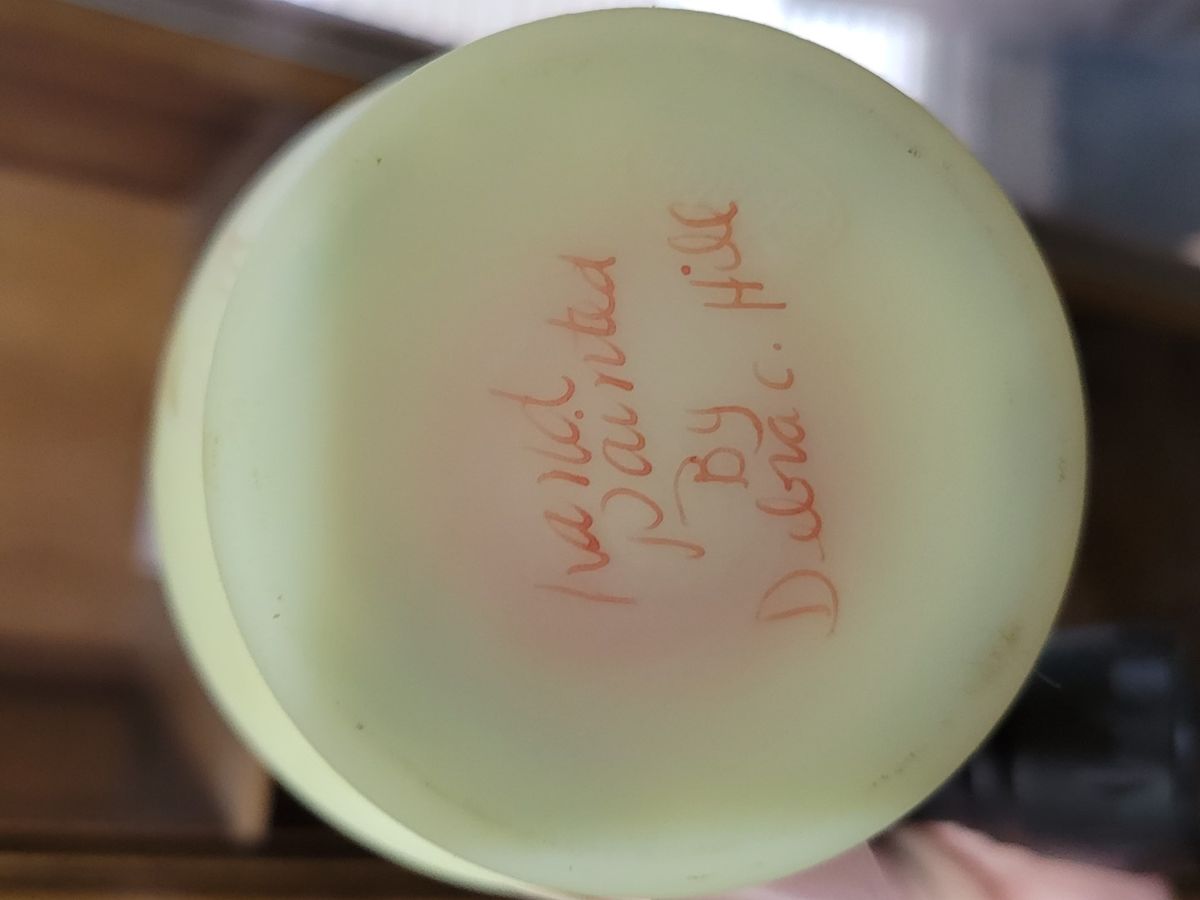 Hand
Painted
By
Debra C. Hill